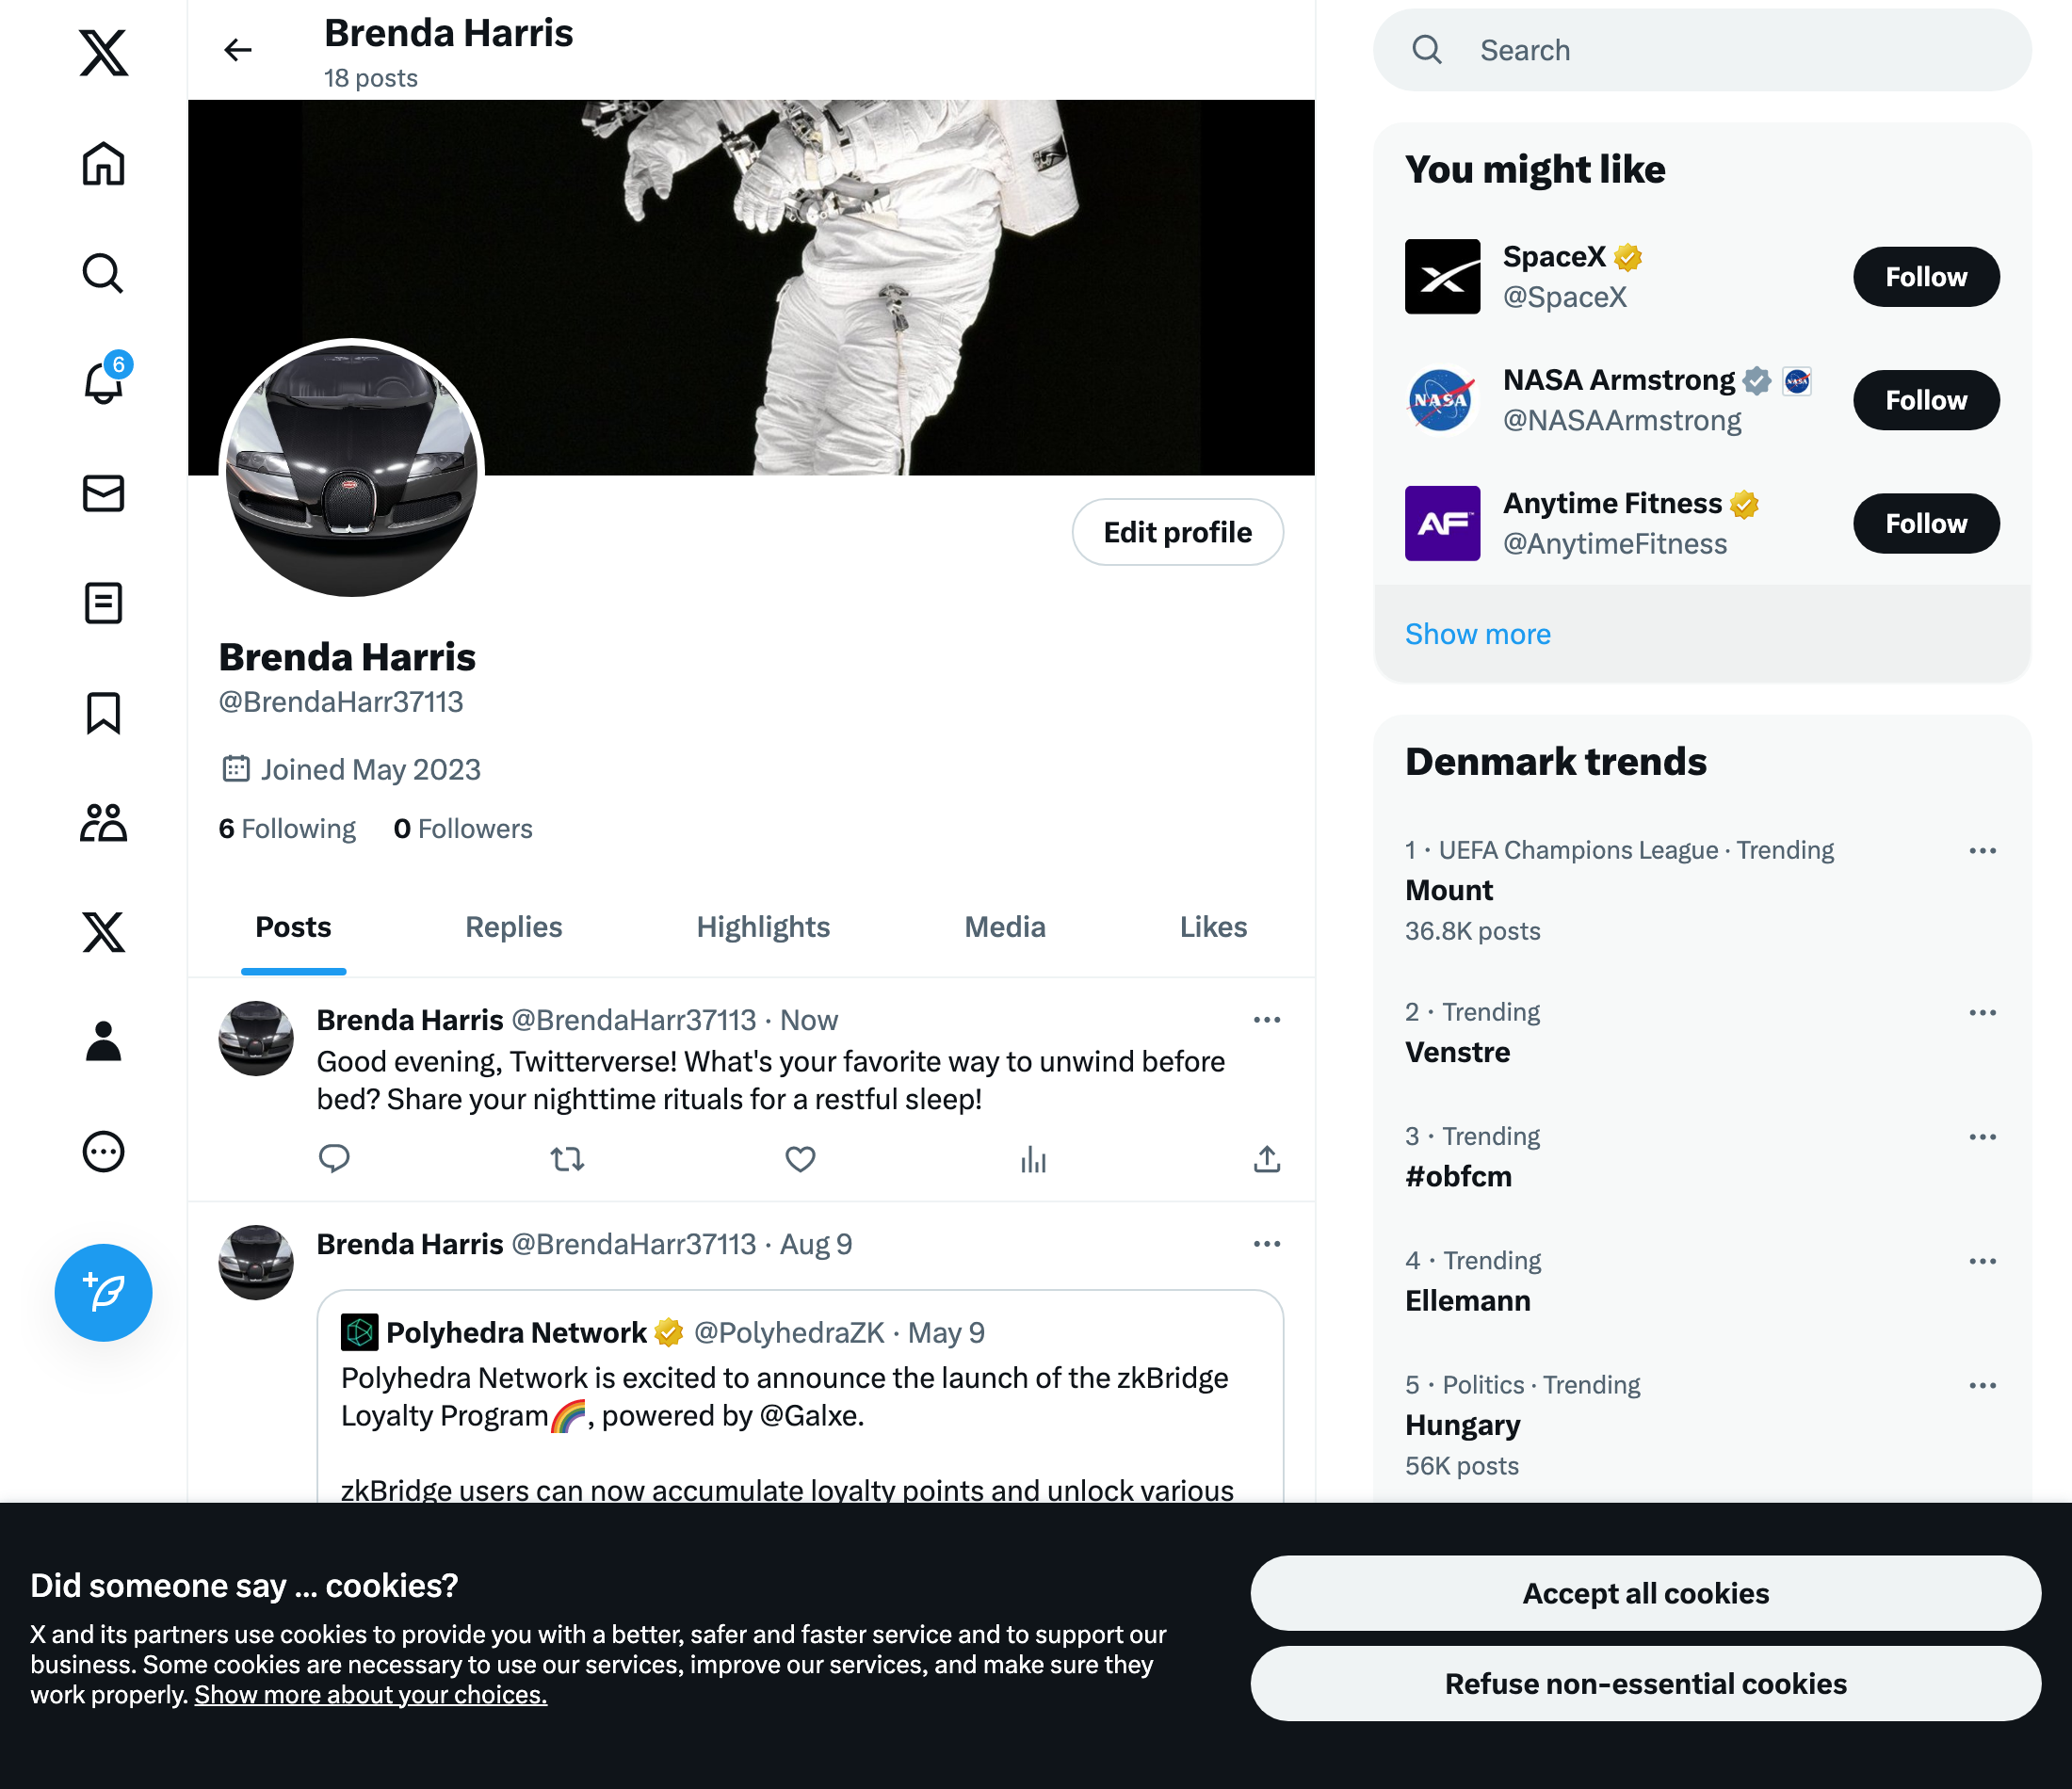 Brenda Harris
18 posts
Search
You might like
SpaceX
@SpaceX
Follow
NASA Armstrong
@NASAArmstrong
Follow
Anytime Fitness
@AnytimeFitness
Follow
Show more
6
Edit profile
Brenda Harris
@BrendaHarr37113
Joined May 2023
6 Following 0 Followers
Posts Replies Highlights Media Likes
Brenda Harris @BrendaHarr37113 · Now
Good evening, Twitterverse! What's your favorite way to unwind before
bed? Share your nighttime rituals for a restful sleep!
Brenda Harris @BrendaHarr37113 · Aug 9
Polyhedra Network @PolyhedraZK · May 9
Polyhedra Network is excited to announce the launch of the zkBridge
Loyalty Program🌈, powered by @Galxe.
zkBridge users can now accumulate loyalty points and unlock various
Denmark trends
1 · UEFA Champions League · Trending
Mount
36.8K posts
2 · Trending
Venstre
3 · Trending
#obfcm
4 · Trending
Ellemann
5 · Politics · Trending
Hungary
56K posts
Did someone say … cookies?
X and its partners use cookies to provide you with a better, safer and faster service and to support our
business. Some cookies are necessary to use our services, improve our services, and make sure they
work properly. Show more about your choices.
Accept all cookies
Refuse non-essential cookies
NASA
AF